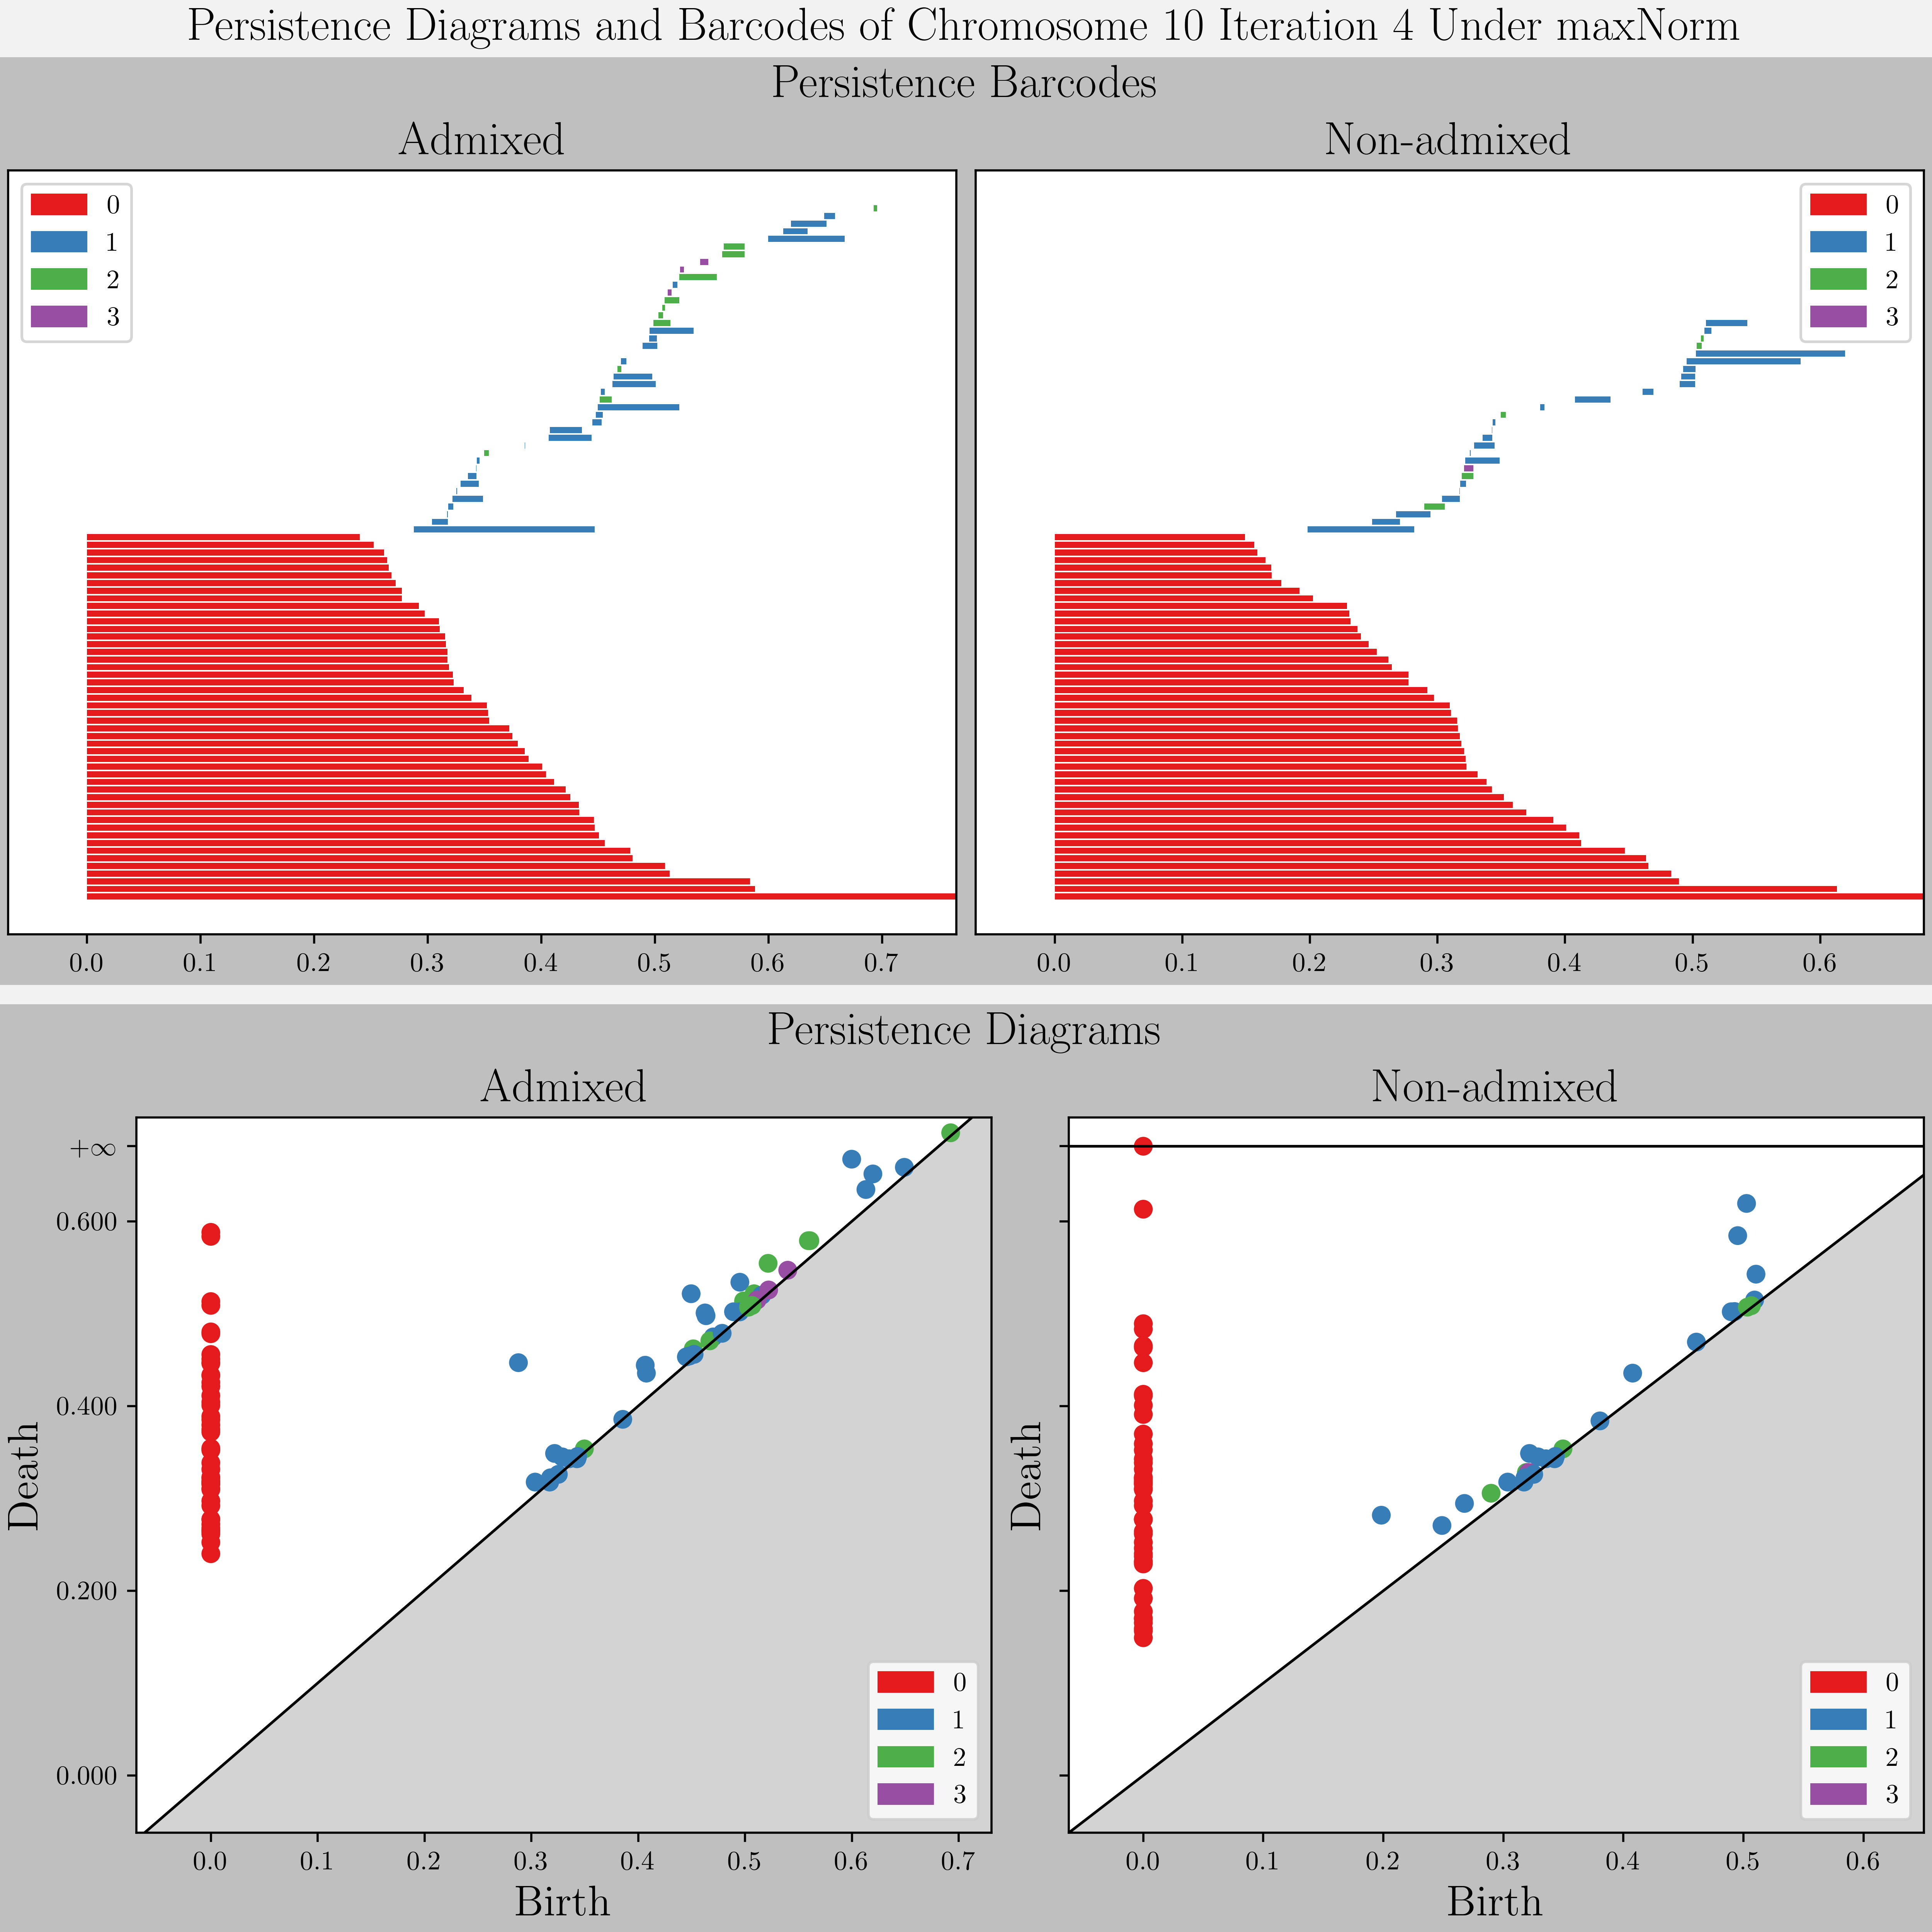 Persistence Diagrams and Barcodes of Chromosome 10 Iteration 4 Under maxNorm
Persistence Barcodes
Admixed
0
1
2
3
0.0 0.1 0.2 0.3 0.4 0.5 0.6 0.7
Non-admixed
0
1
2
3
0.0 0.1 0.2 0.3 0.4 0.5 0.6
Persistence Diagrams
Admixed
+∞
0.600
0.400
0.200
0.000
Death
0
1
2
3
0.0 0.1 0.2 0.3 0.4 0.5 0.6 0.7
Birth
Non-admixed
Death
0
1
2
3
0.0 0.1 0.2 0.3 0.4 0.5 0.6
Birth